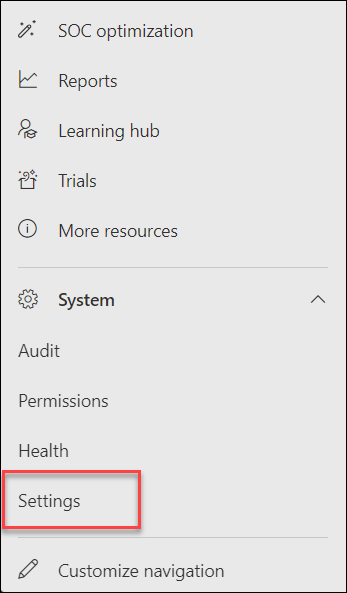 SOC optimization
Reports
Learning hub
Trials
More resources
System
Audit
Permissions
Health
Settings
Customize navigation